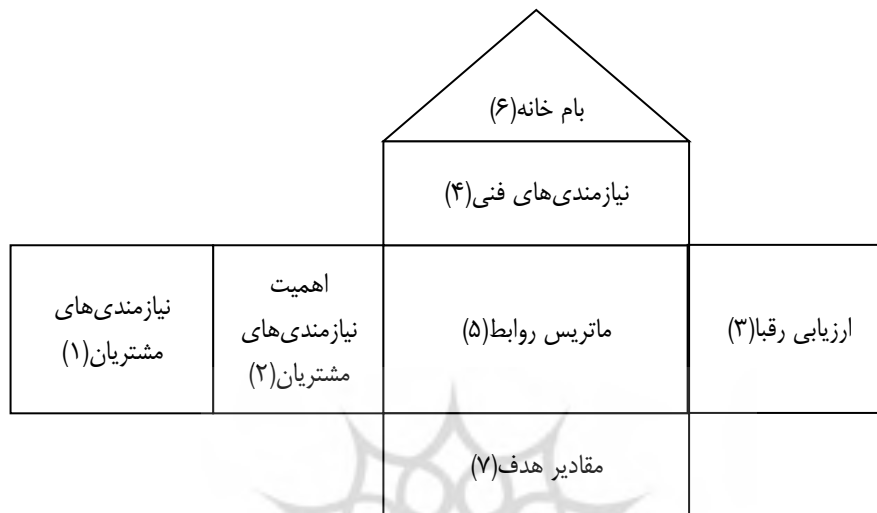 بام خانه(۶)
نیازمندی‌های فنی(۴)
نیازمندی‌های
مشتریان(۱)
اهمیت
نیازمندی‌های
مشتریان(۲)
ماتریس روابط(۵)
ارزیابی رقبا(۳)
مقادیر هدف(۷)